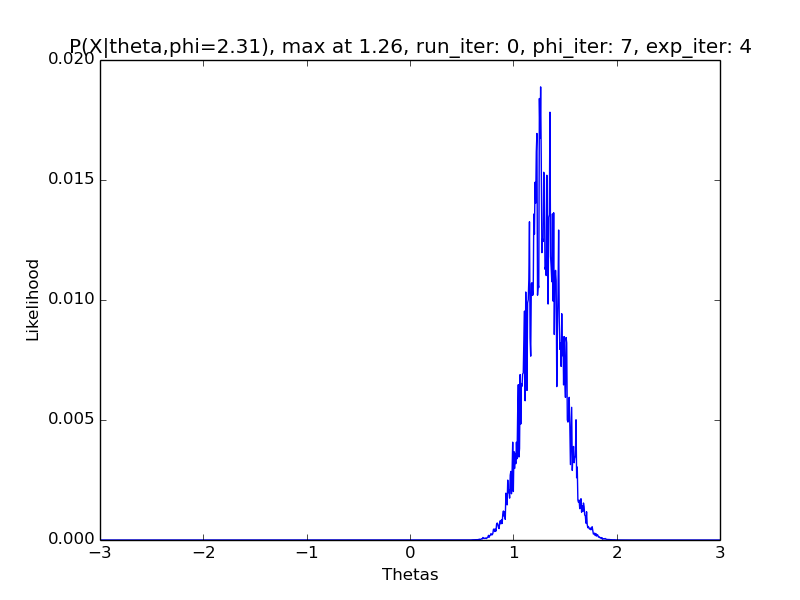 P(X|theta,phi=2.31), max at 1.26, run_iter: 0, phi_iter: 7, exp_iter: 4
0.020
0.015
0.010
0.005
0.000
Likelihood
−3 −2 −1 0 1 2 3
Thetas